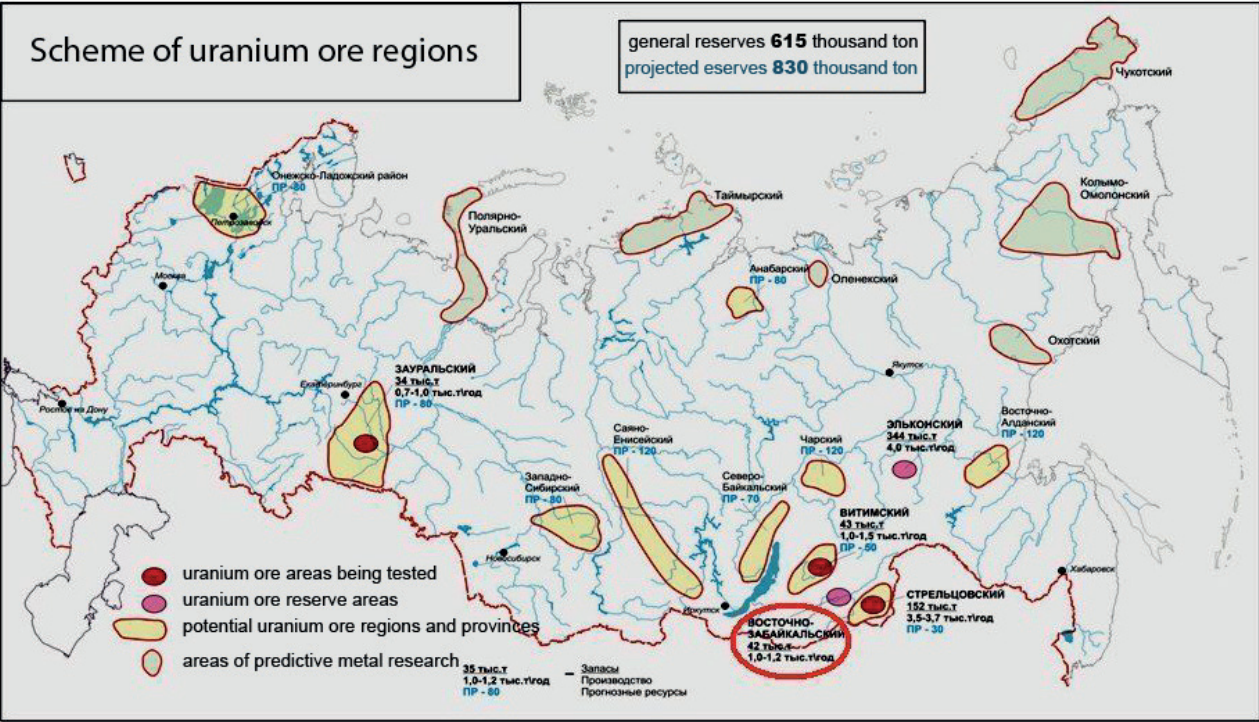 Scheme of uranium ore regions
general reserves 615 thousand ton
projected eserves 830 thousand ton
Чукотский
Онежско-Ладожский район
ПР -80
Петрозаводск
Полярно-
Уральский
Таймырский
Колымо-
Омолонский
Москва
Анабарский
ПР - 80
Оленекский
Охотский
ЗАУРАЛЬСКИЙ
34 тыс.т
0,7-1,0 тыс.т\год
ПР - 80
Екатеринбург
Якутск
Ростов на Дону
Саяно-
Енисейский
ПР - 120
Чарский
ПР - 120
ЭЛЬКОНСКИЙ
344 тыс.т
4,0 тыс.т\год
Восточно-
Алданский
ПР - 120
Западно-
Сибирский
ПР - 80
Северо-
Байкальский
ПР - 70
ВИТИМСКИЙ
43 тыс.т
1,0-1,5 тыс.т\год
ПР - 50
Новосибирск
Хабаровск
Иркутск
СТРЕЛЬЦОВСКИЙ
152 тыс.т
3,5-3,7 тыс.т\год
ПР - 30
ВОСТОЧНО-
ЗАБАЙКАЛЬСКИЙ
42 тыс.т
1,0-1,2 тыс.т\год
uranium ore areas being tested
uranium ore reserve areas
potential uranium ore regions and provinces
areas of predictive metal research
35 тыс.т
1,0-1,2 тыс.т\год
ПР - 80
– Запасы
Производство
Прогнозные ресурсы